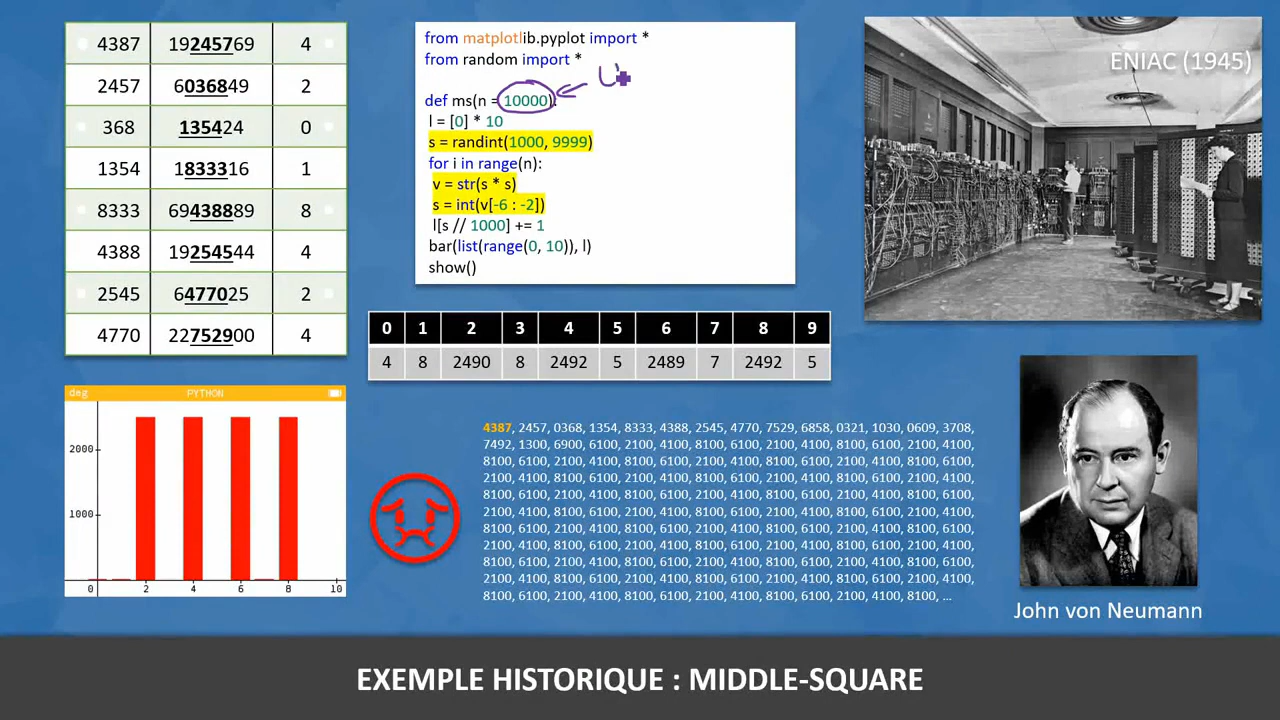 4387 19245769 4
2457 6036849 2
368 135424 0
1354 1833316 1
8333 69438889 8
4388 19254544 4
2545 6477025 2
4770 22752900 4
from matplotlib.pyplot import *
from random import *
def ms(n = 10000):
l = [0] * 10
s = randint(1000, 9999)
for i in range(n):
v = str(s * s)
s = int(v[-6 : -2])
l[s // 1000] += 1
bar(list(range(0, 10)), l)
show()
ENIAC (1945)
0 1 2 3 4 5 6 7 8 9
4 8 2490 8 2492 5 2489 7 2492 5
deg PYTHON
2000
1000
0 2 4 6 8 10
4387, 2457, 0368, 1354, 8333, 4388, 2545, 4770, 7529, 6858, 0321, 1030, 0609, 3708,
7492, 1300, 6900, 6100, 2100, 4100, 8100, 6100, 2100, 4100, 8100, 6100, 2100, 4100,
8100, 6100, 2100, 4100, 8100, 6100, 2100, 4100, 8100, 6100, 2100, 4100, 8100, 6100,
2100, 4100, 8100, 6100, 2100, 4100, 8100, 6100, 2100, 4100, 8100, 6100, 2100, 4100,
8100, 6100, 2100, 4100, 8100, 6100, 2100, 4100, 8100, 6100, 2100, 4100, 8100, 6100,
2100, 4100, 8100, 6100, 2100, 4100, 8100, 6100, 2100, 4100, 8100, 6100, 2100, 4100,
8100, 6100, 2100, 4100, 8100, 6100, 2100, 4100, 8100, 6100, 2100, 4100, 8100, 6100,
2100, 4100, 8100, 6100, 2100, 4100, 8100, 6100, 2100, 4100, 8100, 6100, 2100, 4100,
8100, 6100, 2100, 4100, 8100, 6100, 2100, 4100, 8100, 6100, 2100, 4100, 8100, 6100,
2100, 4100, 8100, 6100, 2100, 4100, 8100, 6100, 2100, 4100, 8100, 6100, 2100, 4100,
8100, 6100, 2100, 4100, 8100, 6100, 2100, 4100, 8100, 6100, 2100, 4100, 8100, ...
John von Neumann
EXEMPLE HISTORIQUE : MIDDLE-SQUARE